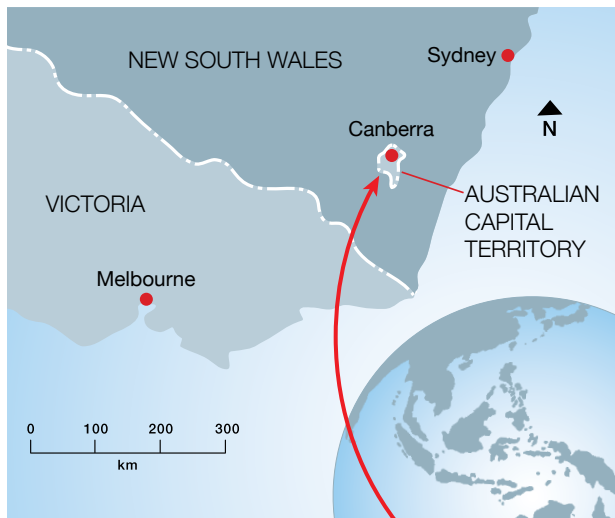 NEW SOUTH WALES
Sydney
N
Canberra
AUSTRALIAN
CAPITAL
TERRITORY
VICTORIA
Melbourne
0 100 200 300
km